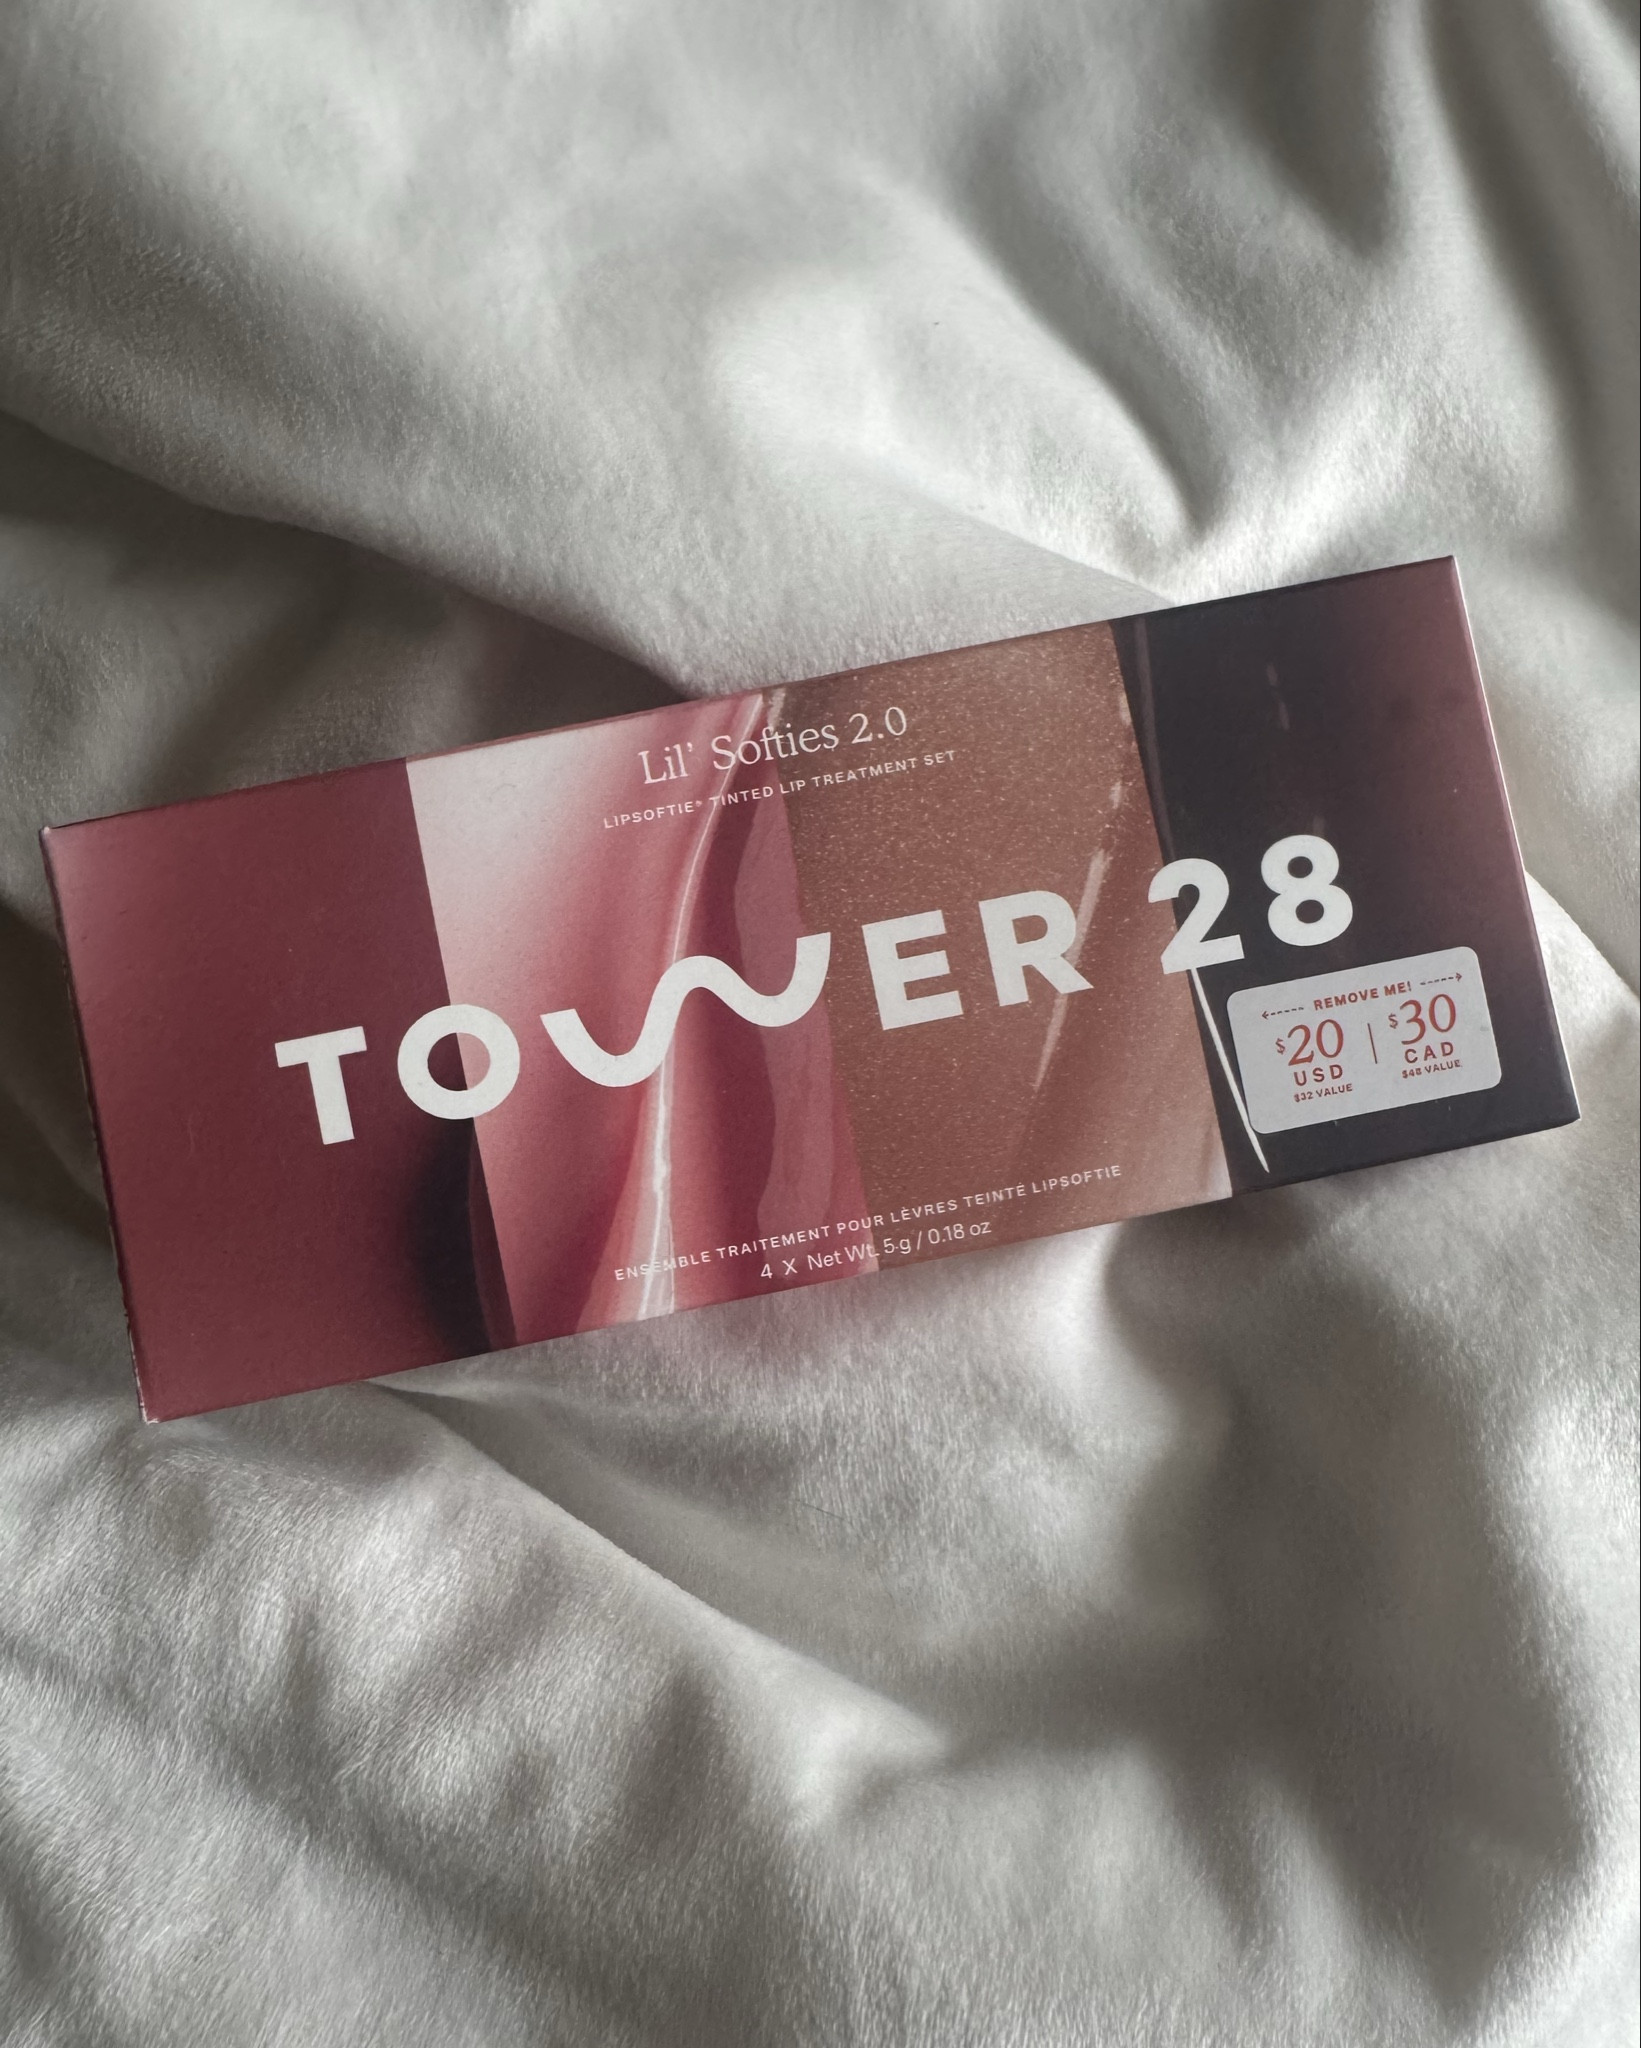 Lil' Softies 2.0
LIPSOFTIE® TINTED LIP TREATMENT SET
TOWER 28
REMOVE ME!
$20 | $30
USD CAD
$32 VALUE $48 VALUE
ENSEMBLE TRAITEMENT POUR LÈVRES TEINTÉ LIPSOFTIE
4 X Net Wt. 5 g / 0.18 oz